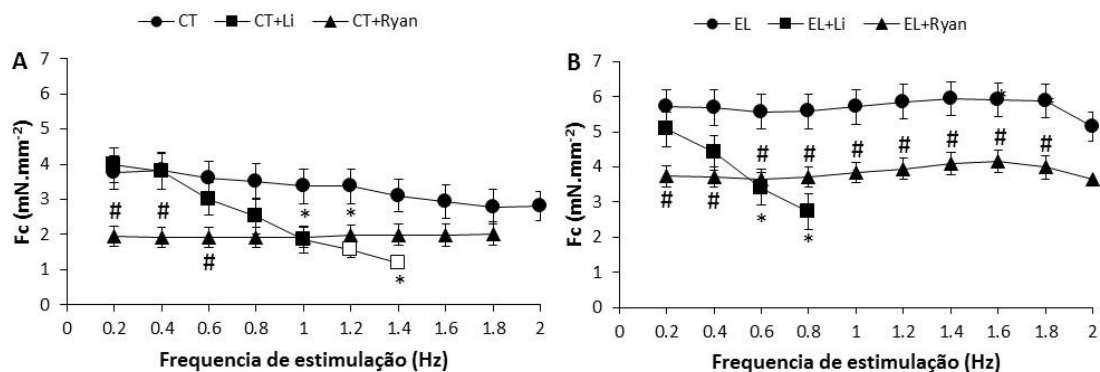 CT CT+Li CT+Ryan
A
Fc (mN.mm⁻²)
7
6
5
4
3
2
1
0
# # * *
#
*
0 0.2 0.4 0.6 0.8 1 1.2 1.4 1.6 1.8 2
Frequencia de estimulação (Hz)
EL EL+Li EL+Ryan
B
Fc (mN.mm⁻²)
7
6
5
4
3
2
1
0
* *
# # # # # # #
# #
* *
0 0.2 0.4 0.6 0.8 1 1.2 1.4 1.6 1.8 2
Frequencia de estimulação (Hz)